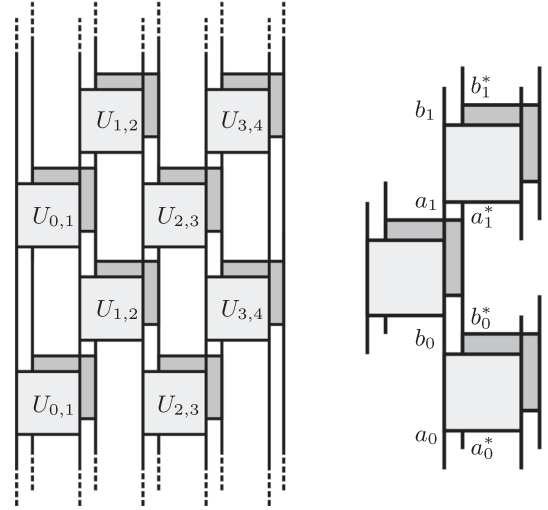 U_{1,2} U_{3,4}
U_{0,1} U_{2,3}
U_{1,2} U_{3,4}
U_{0,1} U_{2,3}
b_1 b_1^*
a_1 a_1^*
b_0 b_0^*
a_0 a_0^*